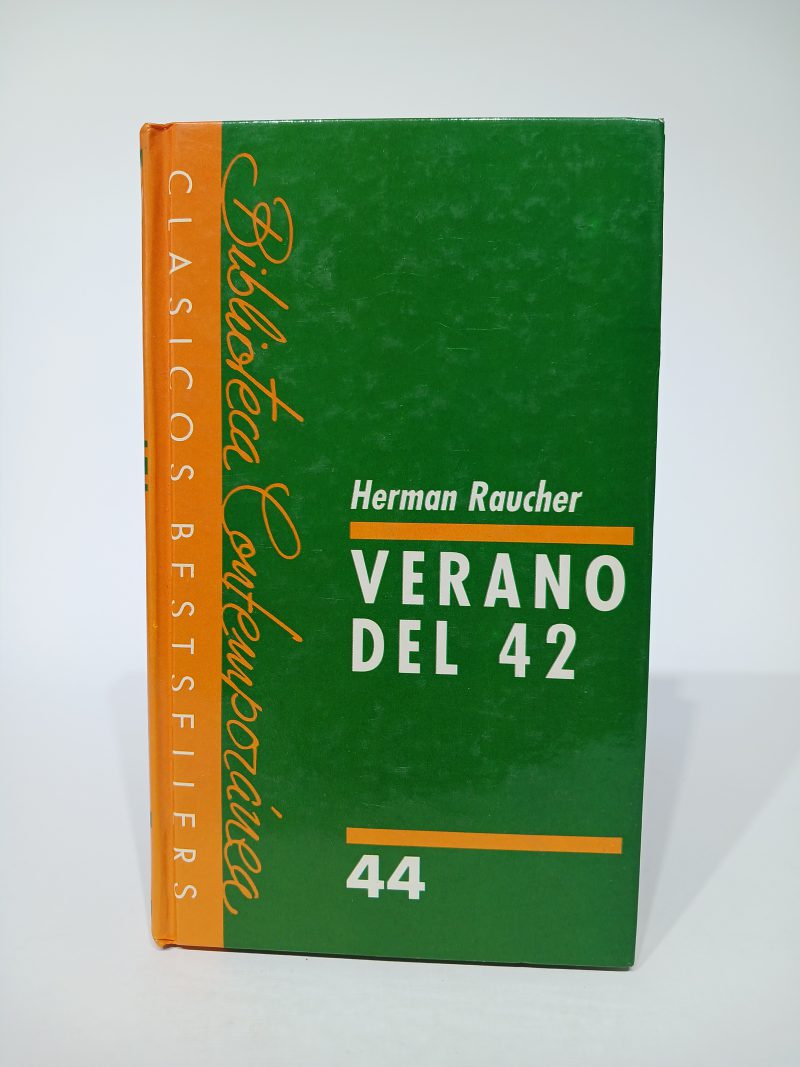 CLASICOS BESTSELLERS
Biblioteca Contemporánea
Herman Raucher
VERANO
DEL 42
44